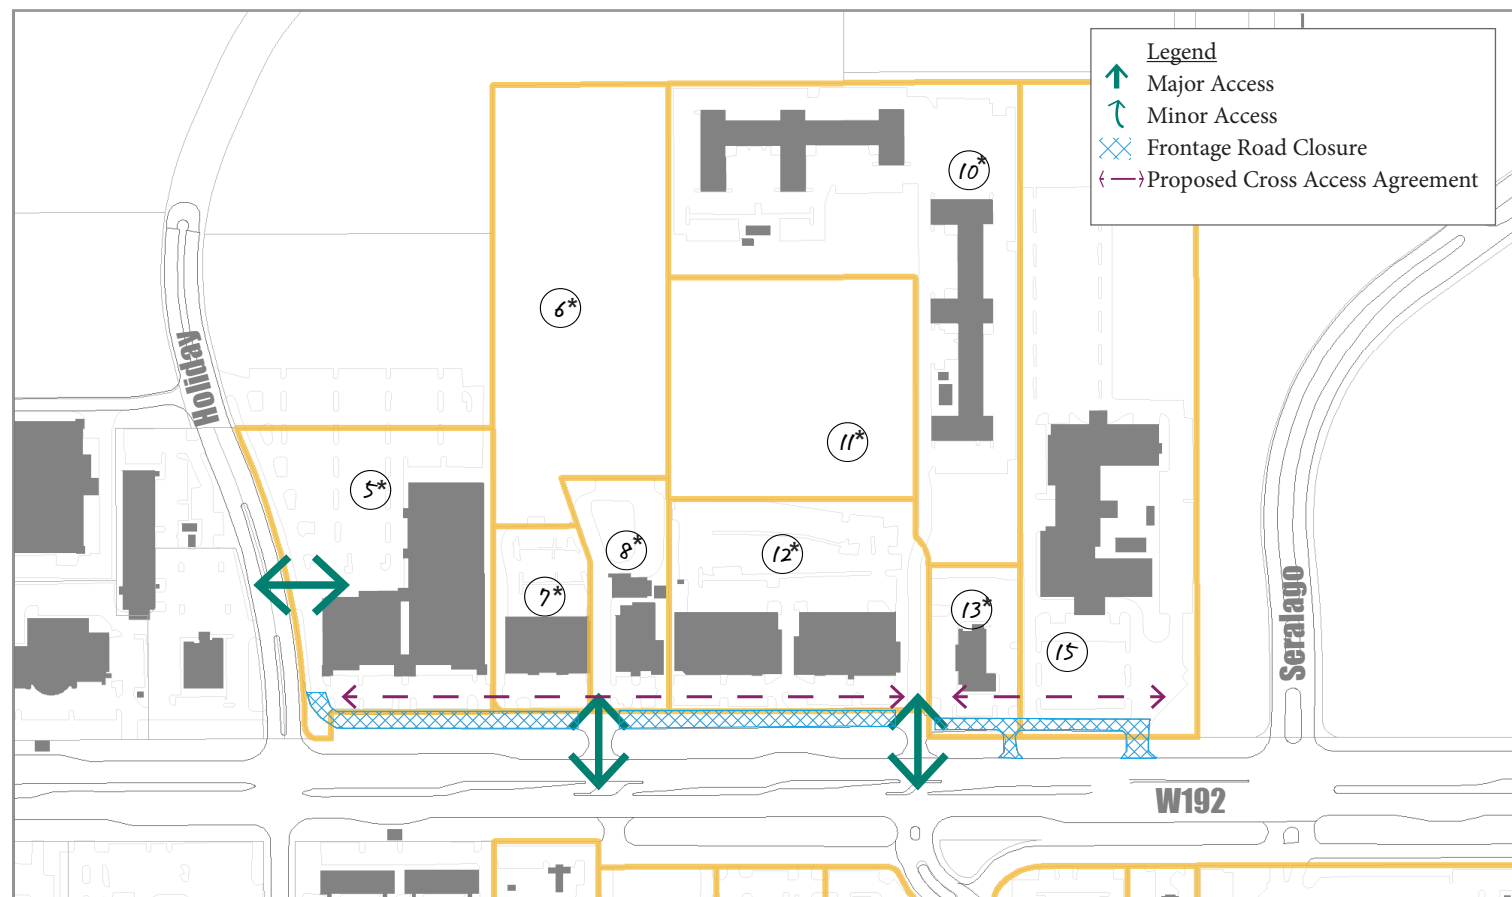 Legend
Major Access
Minor Access
Frontage Road Closure
Proposed Cross Access Agreement
10*
6*
Holiday
11*
5*
8*
12*
7*
13*
15
Seralago
W192